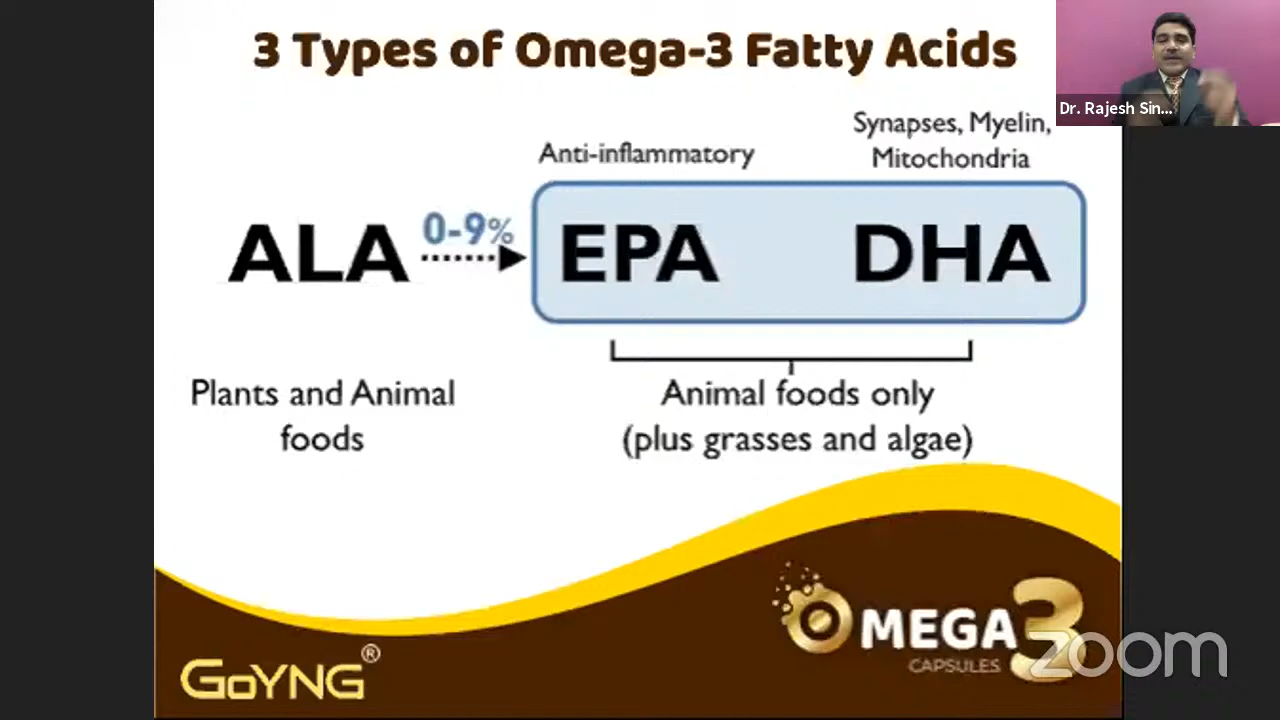 3 Types of Omega-3 Fatty Acids
Dr. Rajesh Sin...
Anti-inflammatory
Synapses, Myelin,
Mitochondria
ALA
0-9%
EPA
DHA
Plants and Animal
foods
Animal foods only
(plus grasses and algae)
GoYNG®
OMEGA 3
CAPSULES
zoom